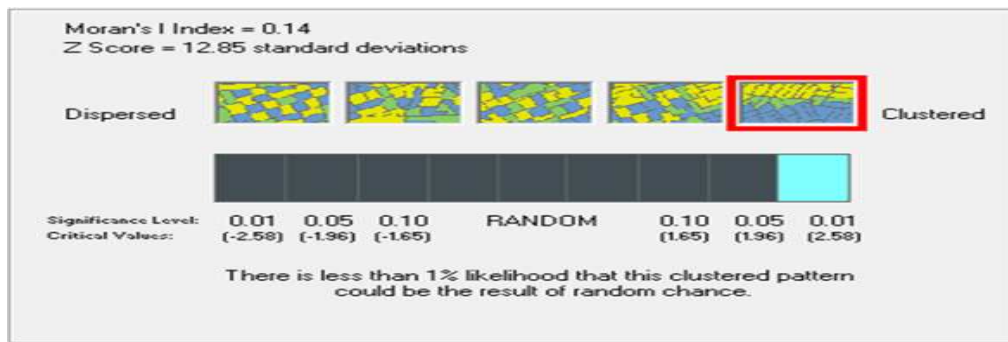 Moran's I Index = 0.14
Z Score = 12.85 standard deviations
Dispersed
Clustered
Significance Level: 0.01 0.05 0.10 RANDOM 0.10 0.05 0.01
Critical Values: (-2.58) (-1.96) (-1.65) (1.65) (1.96) (2.58)
There is less than 1% likelihood that this clustered pattern
could be the result of random chance.